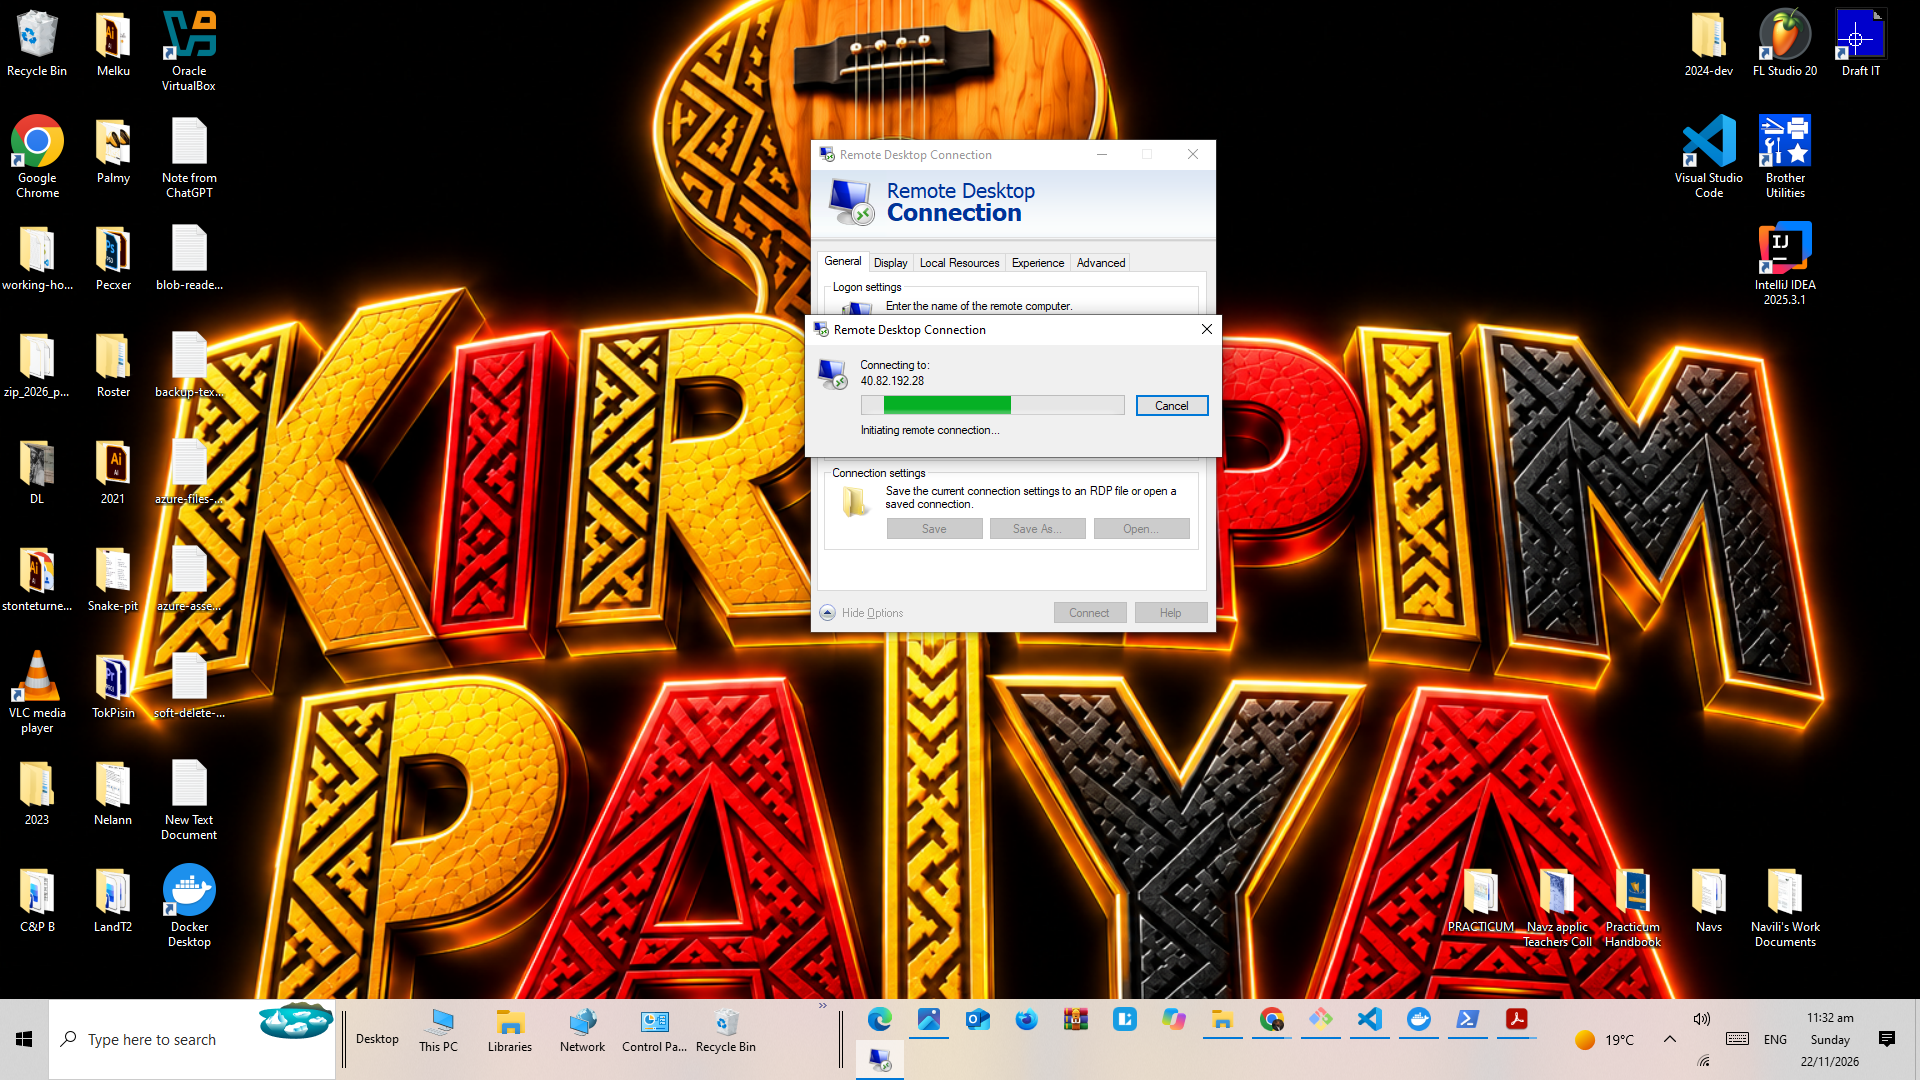 Recycle Bin
Melku
Oracle
VirtualBox
Google
Chrome
Palmy
Note from
ChatGPT
working-ho...
Pecxer
blob-reade...
zip_2026_p...
Roster
backup-tex...
DL
2021
azure-files-...
stonteturne...
Snake-pit
azure-asse...
VLC media
player
TokPisin
soft-delete-...
2023
Nelann
New Text
Document
C&P B
LandT2
Docker
Desktop
2024-dev
FL Studio 20
Draft IT
Visual Studio
Code
Brother
Utilities
IntelliJ IDEA
2025.3.1
PRACTICUM
Navz applic
Teachers Coll
Practicum
Handbook
Navs
Navili's Work
Documents
Remote Desktop Connection
Remote Desktop
Connection
General
Display
Local Resources
Experience
Advanced
Logon settings
Enter the name of the remote computer.
Remote Desktop Connection
Connecting to:
40.82.192.28
Cancel
Initiating remote connection...
Connection settings
Save the current connection settings to an RDP file or open a
saved connection.
Save
Save As...
Open...
Hide Options
Connect
Help
PAIYA
Type here to search
Desktop
This PC
Libraries
Network
Control Pa...
Recycle Bin
19°C
ENG
11:32 am
Sunday
22/11/2026